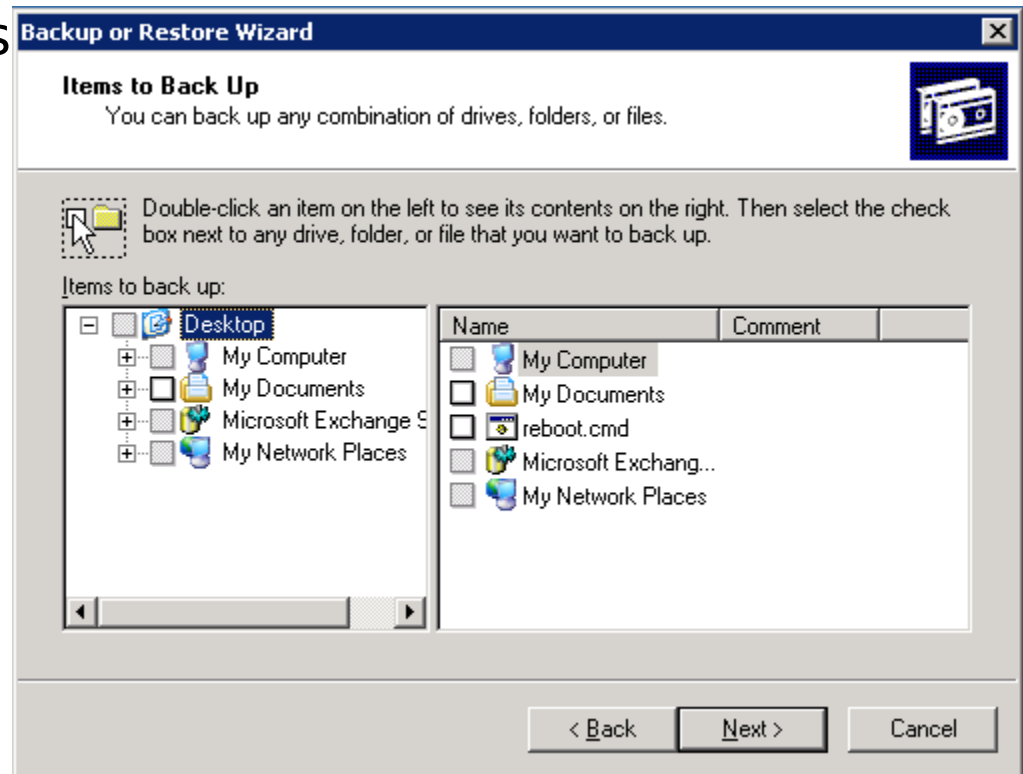 s
Backup or Restore Wizard
Items to Back Up
You can back up any combination of drives, folders, or files.
Double-click an item on the left to see its contents on the right. Then select the check
box next to any drive, folder, or file that you want to back up.
Items to back up:
Desktop
My Computer
My Documents
Microsoft Exchange S
My Network Places
Name Comment
My Computer
My Documents
reboot.cmd
Microsoft Exchang...
My Network Places
< Back Next > Cancel